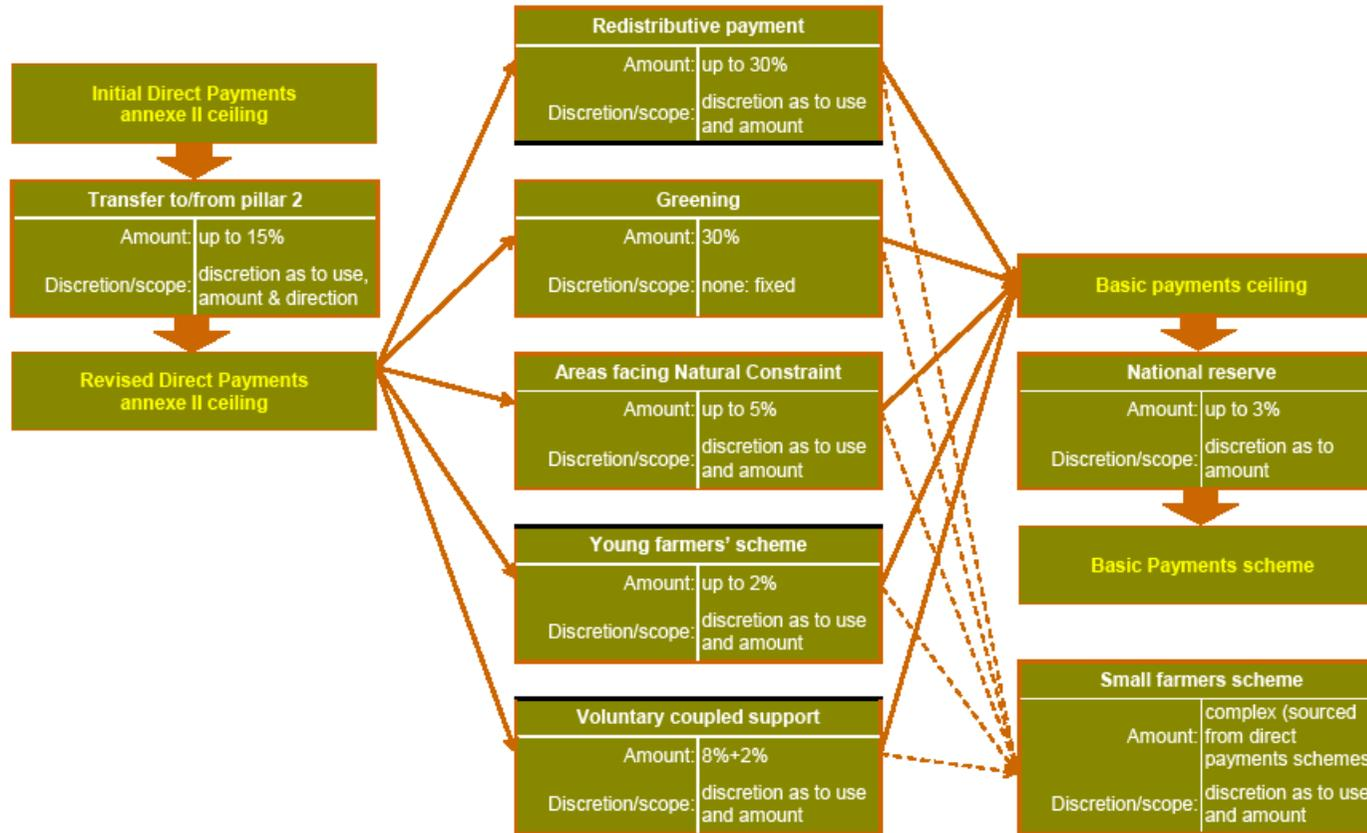 Initial Direct Payments
annexe II ceiling
Transfer to/from pillar 2
Amount: up to 15%
Discretion/scope: discretion as to use,
amount & direction
Revised Direct Payments
annexe II ceiling
Redistributive payment
Amount: up to 30%
Discretion/scope: discretion as to use
and amount
Greening
Amount: 30%
Discretion/scope: none: fixed
Areas facing Natural Constraint
Amount: up to 5%
Discretion/scope: discretion as to use
and amount
Young farmers' scheme
Amount: up to 2%
Discretion/scope: discretion as to use
and amount
Voluntary coupled support
Amount: 8%+2%
Discretion/scope: discretion as to use
and amount
Basic payments ceiling
National reserve
Amount: up to 3%
Discretion/scope: discretion as to
amount
Basic Payments scheme
Small farmers scheme
Amount: complex (sourced
from direct
payments schemes
Discretion/scope: discretion as to use
and amount